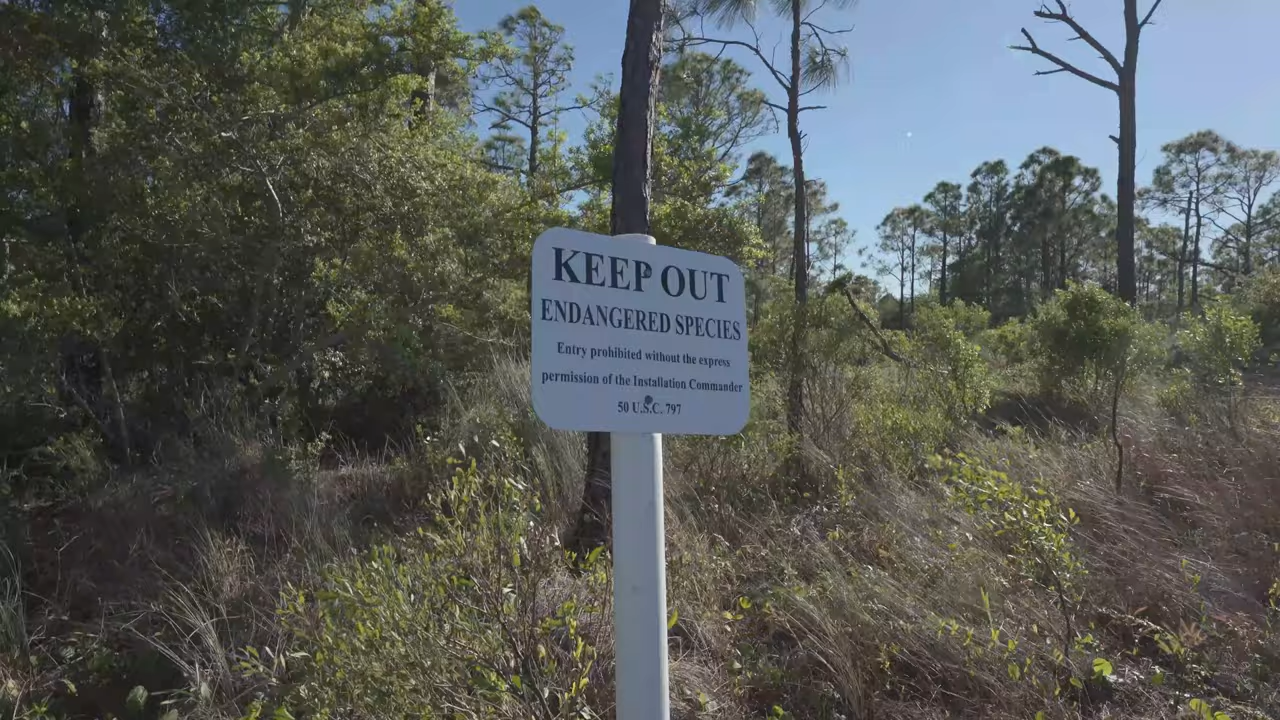 KEEP OUT
ENDANGERED SPECIES
Entry prohibited without the express
permission of the Installation Commander
50 U.S.C. 797